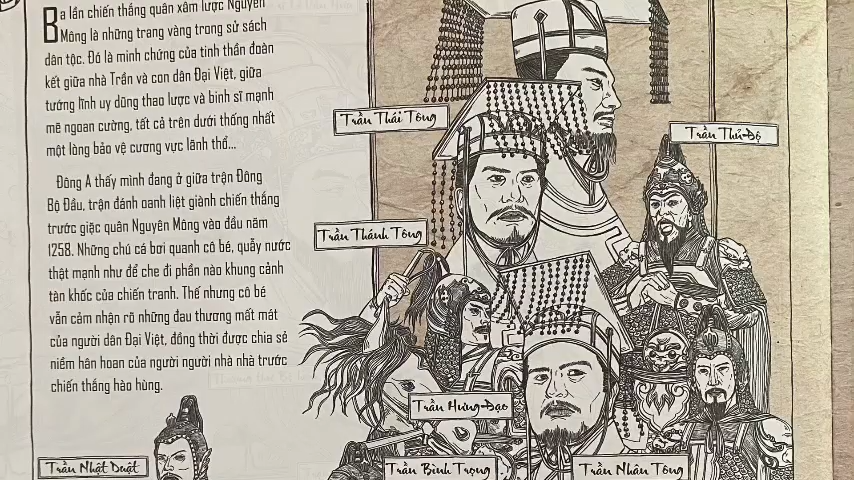 Ba lần chiến thắng quân xâm lược Nguyên
Mông là những trang vàng trong sử sách
dân tộc. Đó là minh chứng của tinh thần đoàn
kết giữa nhà Trần và con dân Đại Việt, giữa
tướng lĩnh uy dũng thao lược và binh sĩ mạnh
mẽ ngoan cường, tất cả trên dưới thống nhất
một lòng bảo vệ cương vực lãnh thổ...
Đông A thấy mình đang ở giữa trận Đông
Bộ Đầu, trận đánh oanh liệt giành chiến thắng
trước giặc quân Nguyên Mông vào đầu năm
1258. Những chú cá bơi quanh cô bé, quẫy nước
thật mạnh như để che đi phần nào khung cảnh
tàn khốc của chiến tranh. Thế nhưng cô bé
vẫn cảm nhận rõ những đau thương mất mát
của người dân Đại Việt, đồng thời được chia sẻ
niềm hân hoan của người người nhà nhà trước
chiến thắng hào hùng.
Trần Thái Tông
Trần Thủ Độ
Trần Thánh Tông
Trần Hưng Đạo
Trần Nhật Duật
Trần Bình Trọng
Trần Nhân Tông